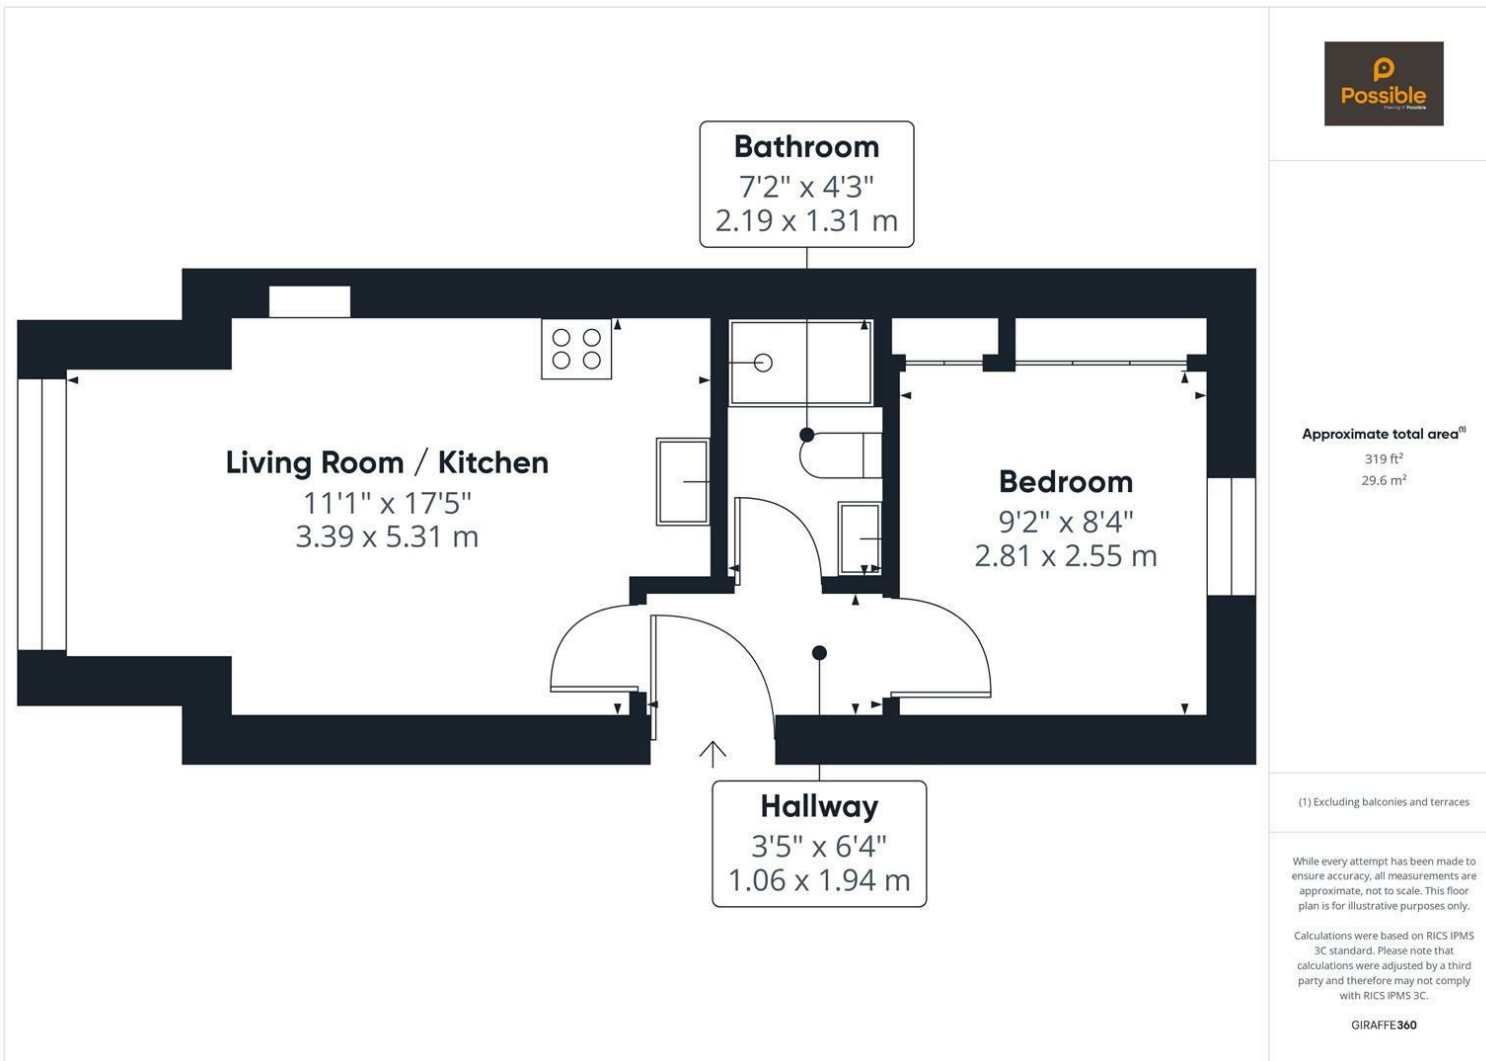 Possible
Making it Possible
Bathroom
7'2" x 4'3"
2.19 x 1.31 m
Living Room / Kitchen
11'1" x 17'5"
3.39 x 5.31 m
Bedroom
9'2" x 8'4"
2.81 x 2.55 m
Hallway
3'5" x 6'4"
1.06 x 1.94 m
Approximate total area(1)
319 ft²
29.6 m²
(1) Excluding balconies and terraces
While every attempt has been made to
ensure accuracy, all measurements are
approximate, not to scale. This floor
plan is for illustrative purposes only.
Calculations were based on RICS IPMS
3C standard. Please note that
calculations were adjusted by a third
party and therefore may not comply
with RICS IPMS 3C.
GIRAFFE360